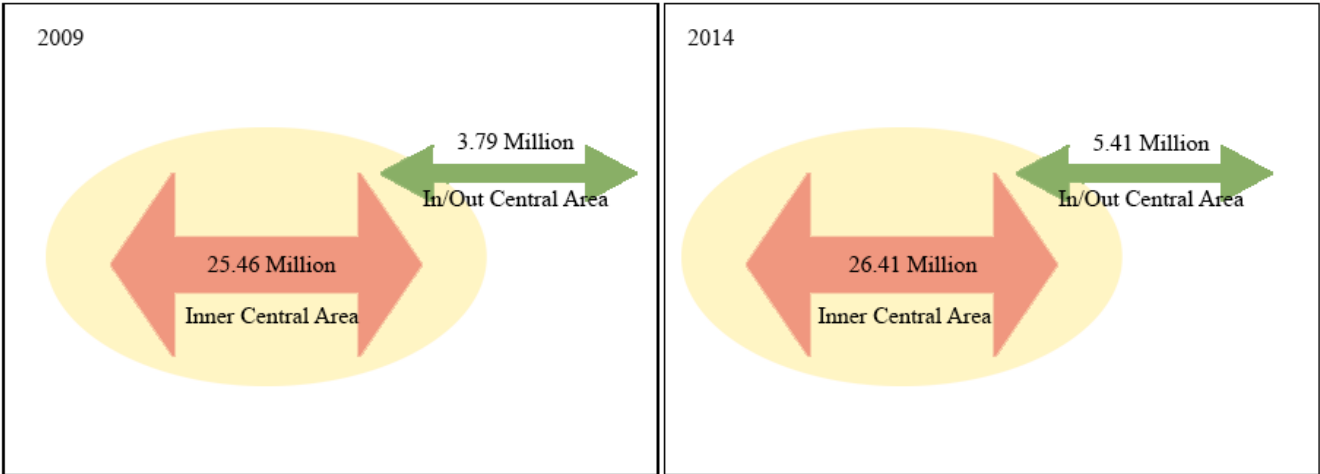 2009
3.79 Million
In/Out Central Area
25.46 Million
Inner Central Area
2014
5.41 Million
In/Out Central Area
26.41 Million
Inner Central Area